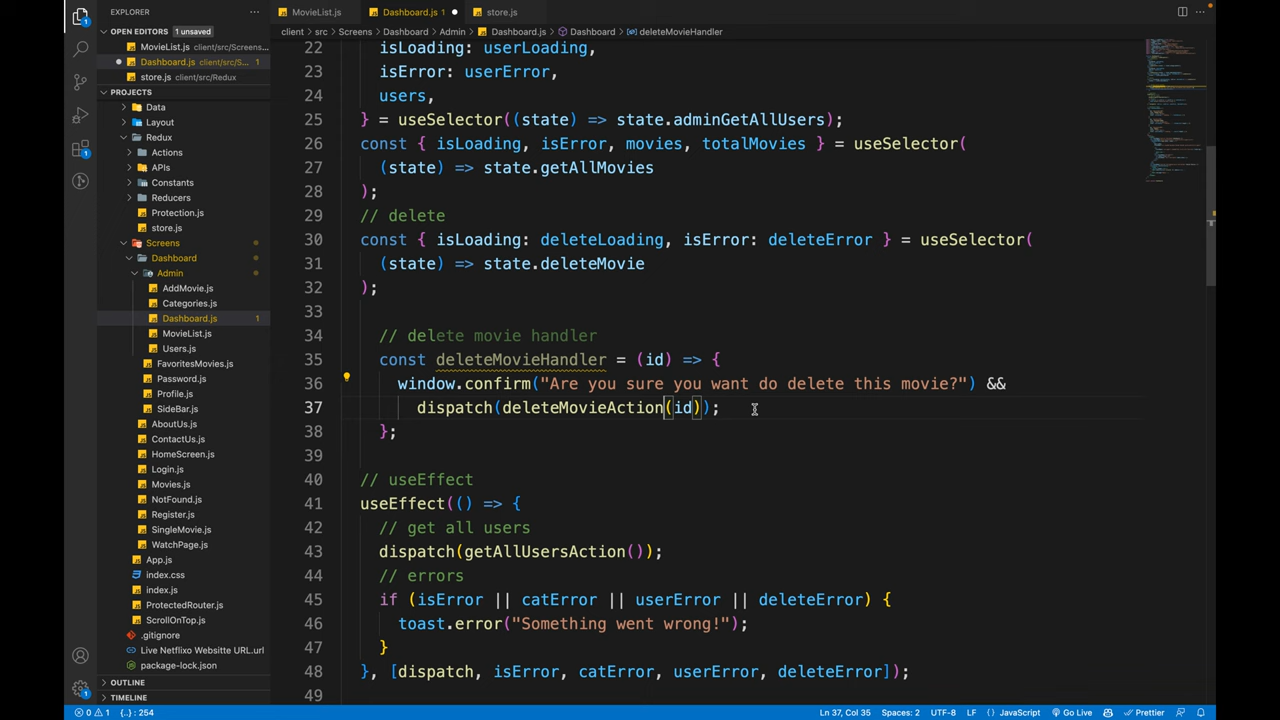 EXPLORER
OPEN EDITORS 1 unsaved
MovieList.js client/src/Screens...
Dashboard.js client/src/S... 1
store.js client/src/Redux
PROJECTS
Data
Layout
Redux
Actions
APIs
Constants
Reducers
Protection.js
store.js
Screens
Dashboard
Admin
AddMovie.js
Categories.js
Dashboard.js 1
MovieList.js
Users.js
FavoritesMovies.js
Password.js
Profile.js
SideBar.js
AboutUs.js
ContactUs.js
HomeScreen.js
Login.js
Movies.js
NotFound.js
Register.js
SingleMovie.js
WatchPage.js
App.js
index.css
index.js
ProtectedRouter.js
ScrollOnTop.js
.gitignore
Live Netflixo Websitte URL.url
package-lock.json
OUTLINE
TIMELINE
MovieList.js Dashboard.js 1 store.js
client > src > Screens > Dashboard > Admin > Dashboard.js > Dashboard > deleteMovieHandler
22 isLoading: userLoading,
23 isError: userError,
24 users,
25 } = useSelector((state) => state.adminGetAllUsers);
26 const { isLoading, isError, movies, totalMovies } = useSelector(
27 (state) => state.getAllMovies
28 );
29 // delete
30 const { isLoading: deleteLoading, isError: deleteError } = useSelector(
31 (state) => state.deleteMovie
32 );
33
34 // delete movie handler
35 const deleteMovieHandler = (id) => {
36 window.confirm("Are you sure you want do delete this movie?") &&
37 dispatch(deleteMovieAction(id));
38 };
39
40 // useEffect
41 useEffect(() => {
42 // get all users
43 dispatch(getAllUsersAction());
44 // errors
45 if (isError || catError || userError || deleteError) {
46 toast.error("Something went wrong!");
47 }
48 }, [dispatch, isError, catError, userError, deleteError]);
49
0 1 {..} : 254 Ln 37, Col 35 Spaces: 2 UTF-8 LF {} JavaScript Go Live Prettier